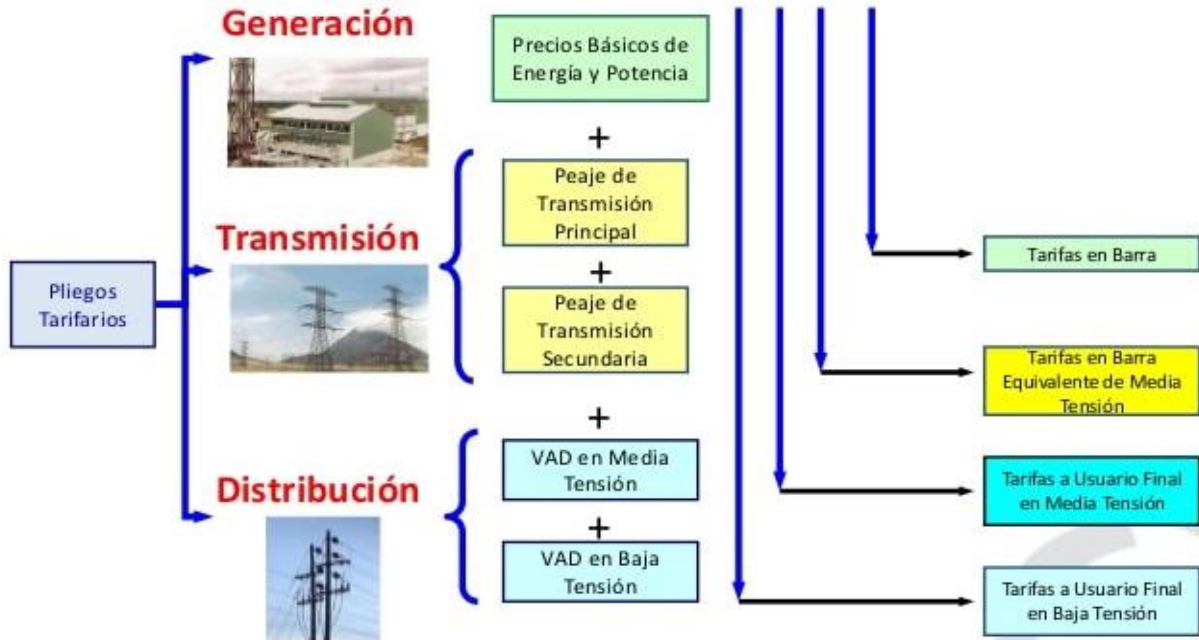 Generación
Precios Básicos de
Energía y Potencia
+
Peaje de
Transmisión
Principal
Transmisión
+
Peaje de
Transmisión
Secundaria
Pliegos
Tarifarios
+
VAD en Media
Tensión
Distribución
+
VAD en Baja
Tensión
Tarifas en Barra
Tarifas en Barra
Equivalente de Media
Tensión
Tarifas a Usuario Final
en Media Tensión
Tarifas a Usuario Final
en Baja Tensión